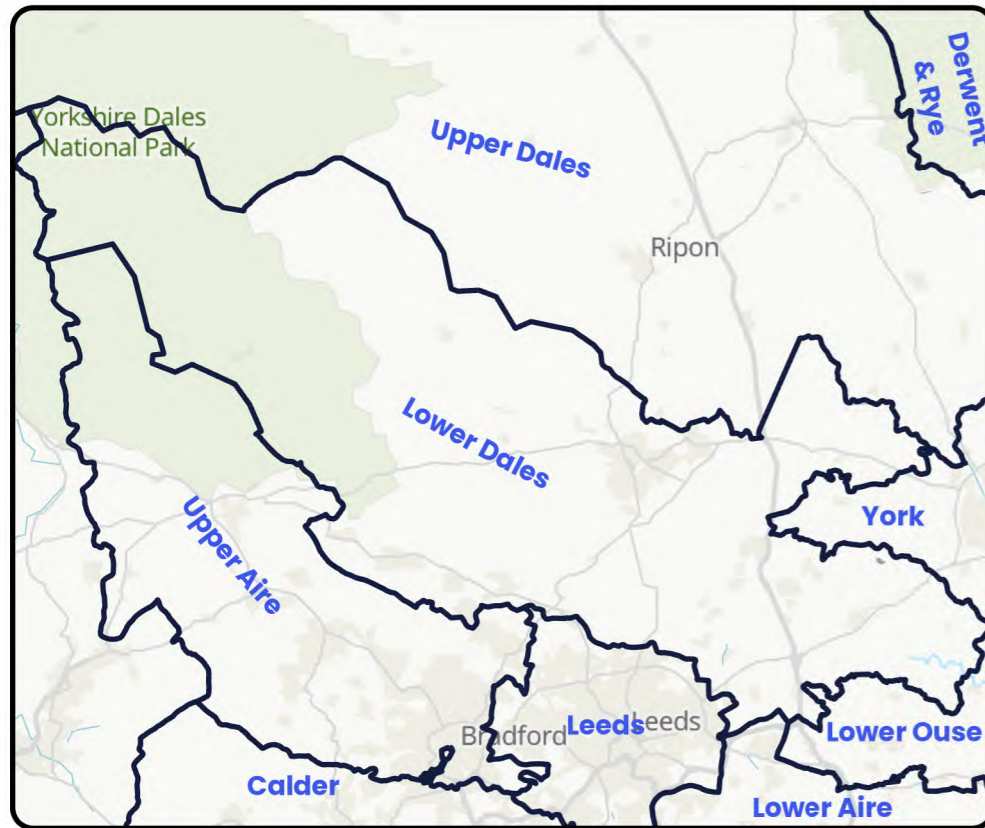 Derwent
& Rye
Yorkshire Dales
National Park
Upper Dales
Ripon
Lower Dales
York
Upper Aire
Bradford
Leeds
Leeds
Lower Ouse
Calder
Lower Aire